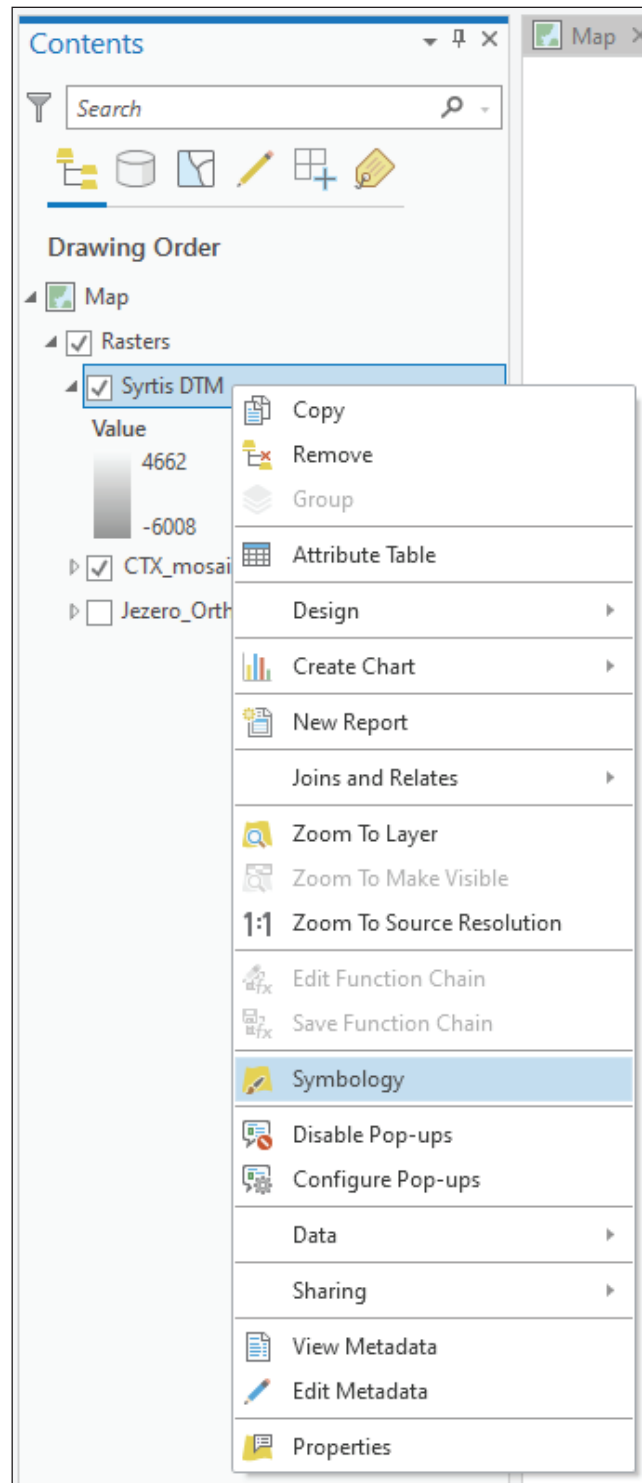 Contents
Map
Search
Drawing Order
Map
Rasters
Syrtis DTM
Value
4662
-6008
CTX_mosai
Jezero_Orth
Copy
Remove
Group
Attribute Table
Design
Create Chart
New Report
Joins and Relates
Zoom To Layer
Zoom To Make Visible
1:1 Zoom To Source Resolution
Edit Function Chain
Save Function Chain
Symbology
Disable Pop-ups
Configure Pop-ups
Data
Sharing
View Metadata
Edit Metadata
Properties